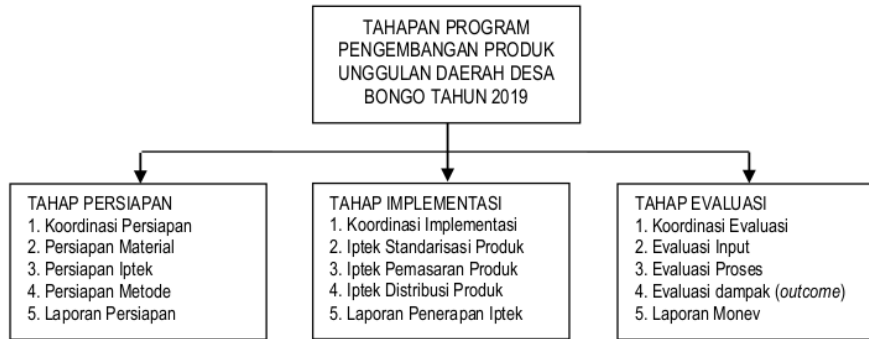 TAHAPAN PROGRAM
PENGEMBANGAN PRODUK
UNGGULAN DAERAH DESA
BONGO TAHUN 2019
TAHAP PERSIAPAN
1. Koordinasi Persiapan
2. Persiapan Material
3. Persiapan Iptek
4. Persiapan Metode
5. Laporan Persiapan
TAHAP IMPLEMENTASI
1. Koordinasi Implementasi
2. Iptek Standarisasi Produk
3. Iptek Pemasaran Produk
4. Iptek Distribusi Produk
5. Laporan Penerapan Iptek
TAHAP EVALUASI
1. Koordinasi Evaluasi
2. Evaluasi Input
3. Evaluasi Proses
4. Evaluasi dampak (outcome)
5. Laporan Monev